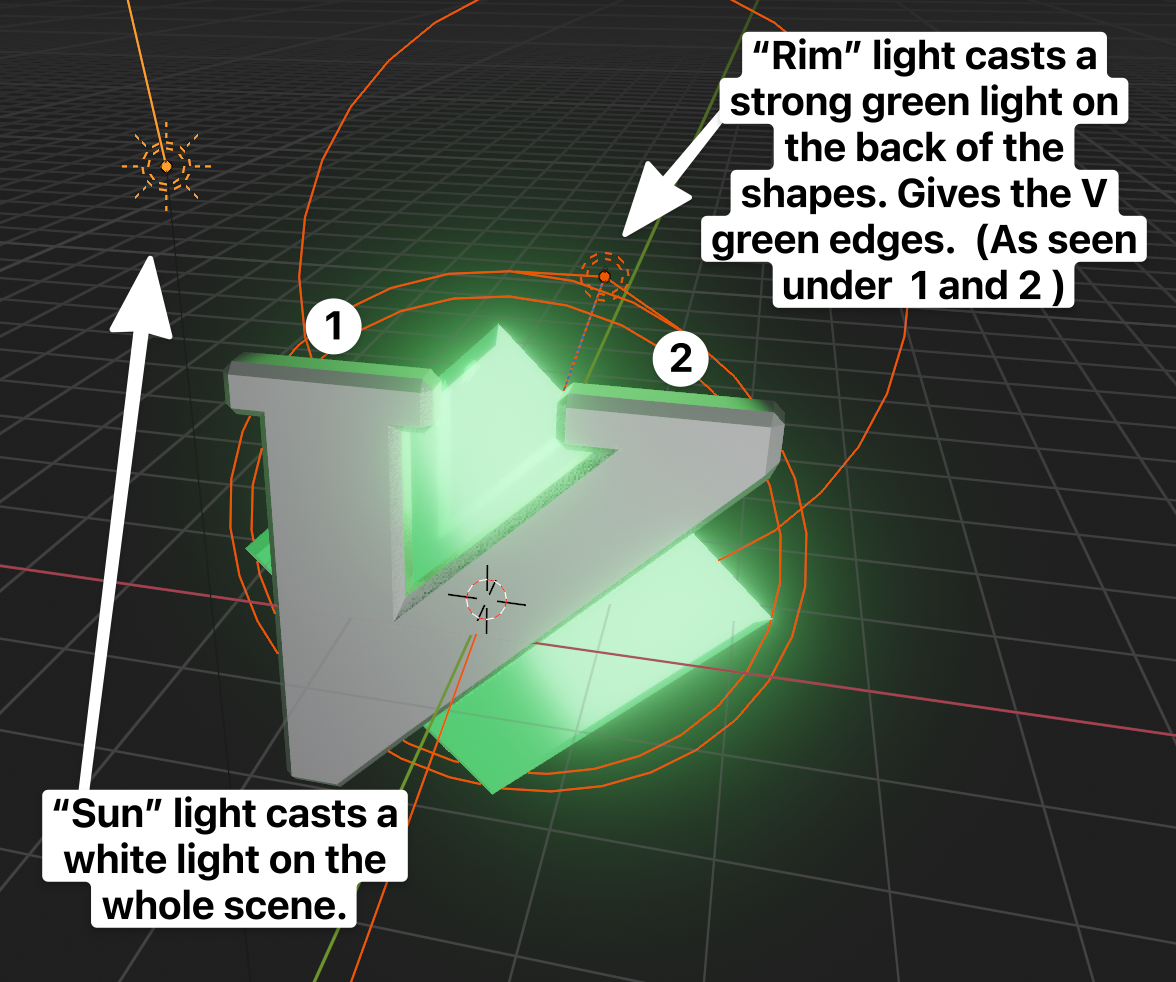 “Rim” light casts a
strong green light on
the back of the
shapes. Gives the V
green edges.  (As seen
under  1 and 2 )
1
2
“Sun” light casts a
white light on the
whole scene.